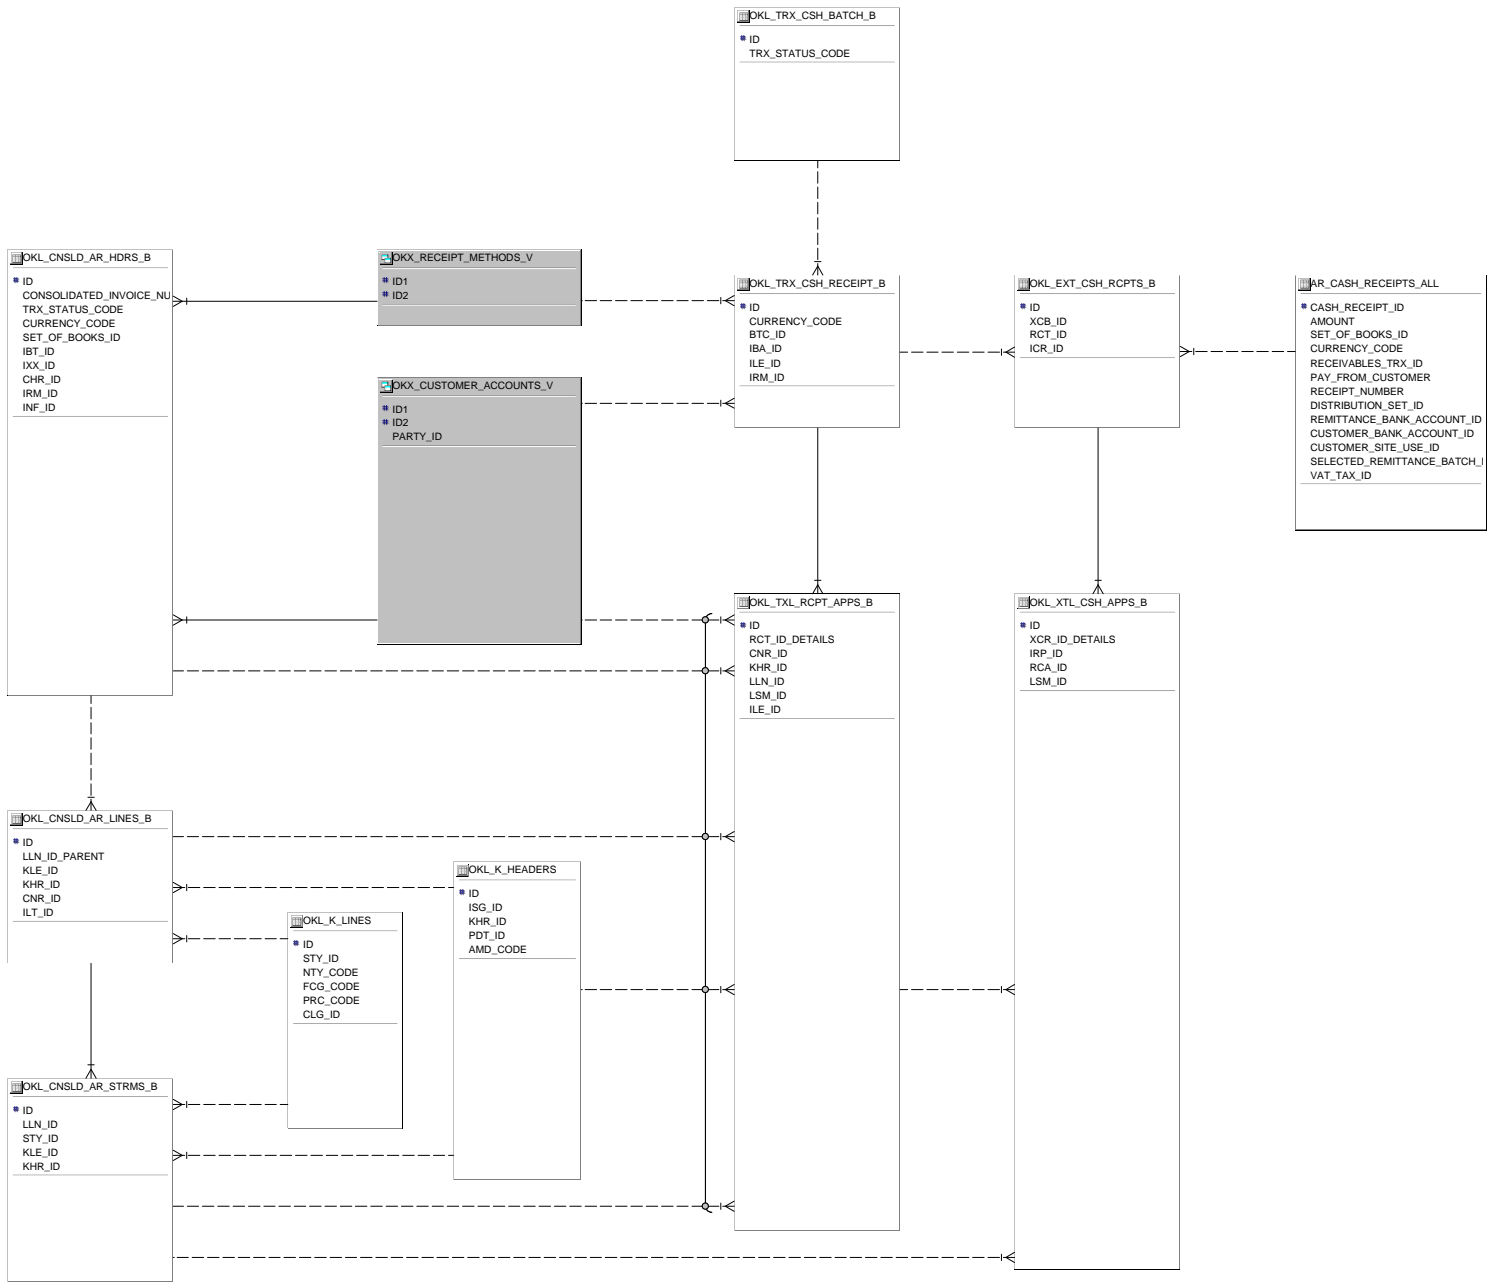 OKL_TRX_CSH_BATCH_B
ID
TRX_STATUS_CODE
OKL_CNSLD_AR_HDRS_B
ID
CONSOLIDATED_INVOICE_NU
TRX_STATUS_CODE
CURRENCY_CODE
SET_OF_BOOKS_ID
IBT_ID
IXX_ID
CHR_ID
IRM_ID
INF_ID
OKX_RECEIPT_METHODS_V
ID1
ID2
OKX_CUSTOMER_ACCOUNTS_V
ID1
ID2
PARTY_ID
OKL_TRX_CSH_RECEIPT_B
ID
CURRENCY_CODE
BTC_ID
IBA_ID
ILE_ID
IRM_ID
OKL_EXT_CSH_RCPTS_B
ID
XCB_ID
RCT_ID
ICR_ID
AR_CASH_RECEIPTS_ALL
CASH_RECEIPT_ID
AMOUNT
SET_OF_BOOKS_ID
CURRENCY_CODE
RECEIVABLES_TRX_ID
PAY_FROM_CUSTOMER
RECEIPT_NUMBER
DISTRIBUTION_SET_ID
REMITTANCE_BANK_ACCOUNT_ID
CUSTOMER_BANK_ACCOUNT_ID
CUSTOMER_SITE_USE_ID
SELECTED_REMITTANCE_BATCH_I
VAT_TAX_ID
OKL_TXL_RCPT_APPS_B
ID
RCT_ID_DETAILS
CNR_ID
KHR_ID
LLN_ID
LSM_ID
ILE_ID
OKL_XTL_CSH_APPS_B
ID
XCR_ID_DETAILS
IRP_ID
RCA_ID
LSM_ID
OKL_CNSLD_AR_LINES_B
ID
LLN_ID_PARENT
KLE_ID
KHR_ID
CNR_ID
ILT_ID
OKL_K_HEADERS
ID
ISG_ID
KHR_ID
PDT_ID
AMD_CODE
OKL_K_LINES
ID
STY_ID
NTY_CODE
FCG_CODE
PRC_CODE
CLG_ID
OKL_CNSLD_AR_STRMS_B
ID
LLN_ID
STY_ID
KLE_ID
KHR_ID